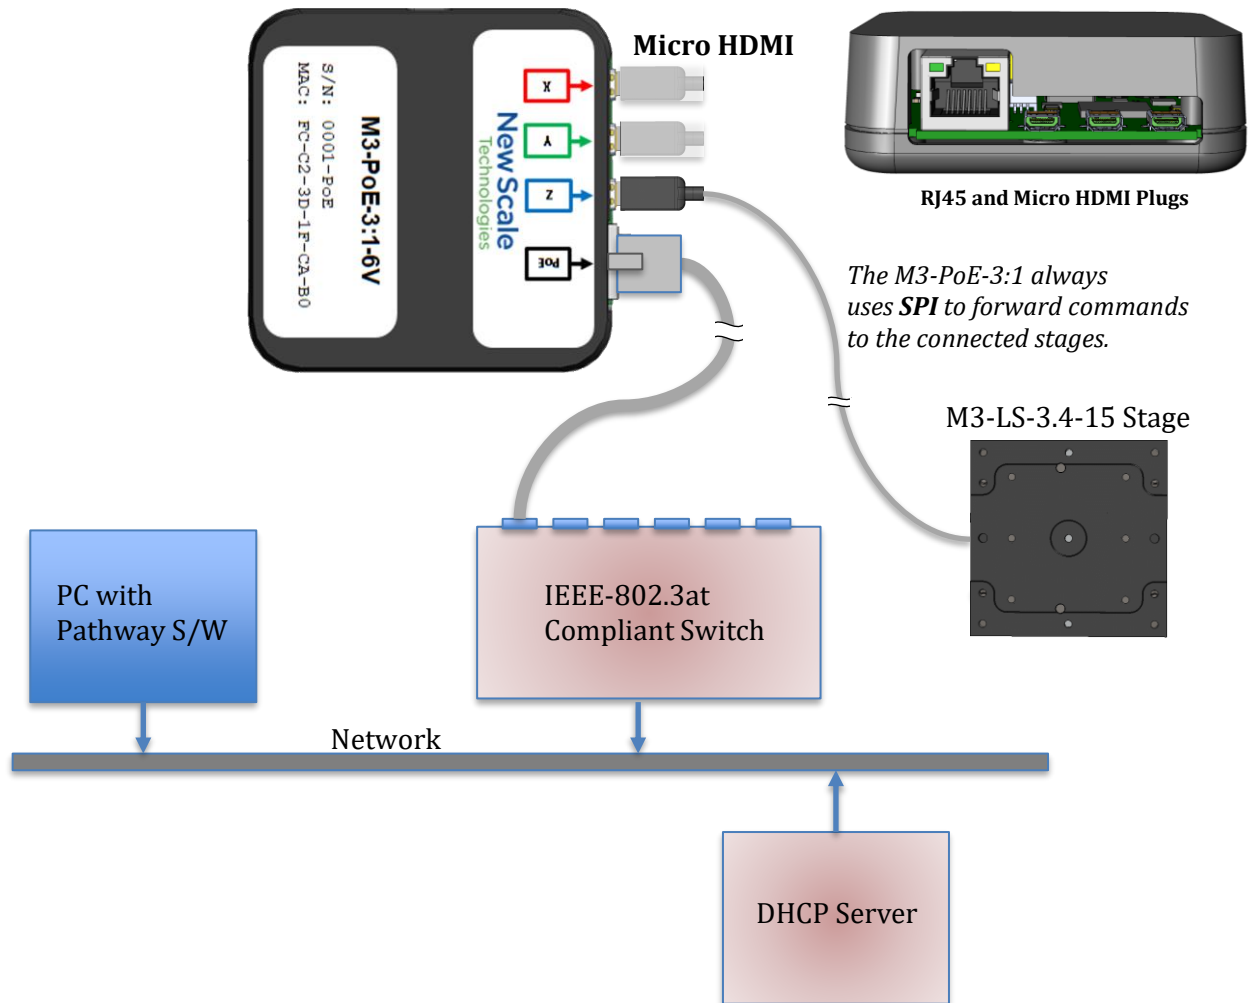 Micro HDMI
M3-PoE-3:1-6V
S/N: 0001-PoE
MAC: FC-C2-3D-1F-CA-B0
New Scale
Technologies
X
Y
Z
PoE
RJ45 and Micro HDMI Plugs
The M3-PoE-3:1 always
uses SPI to forward commands
to the connected stages.
M3-LS-3.4-15 Stage
PC with
Pathway S/W
IEEE-802.3at
Compliant Switch
Network
DHCP Server